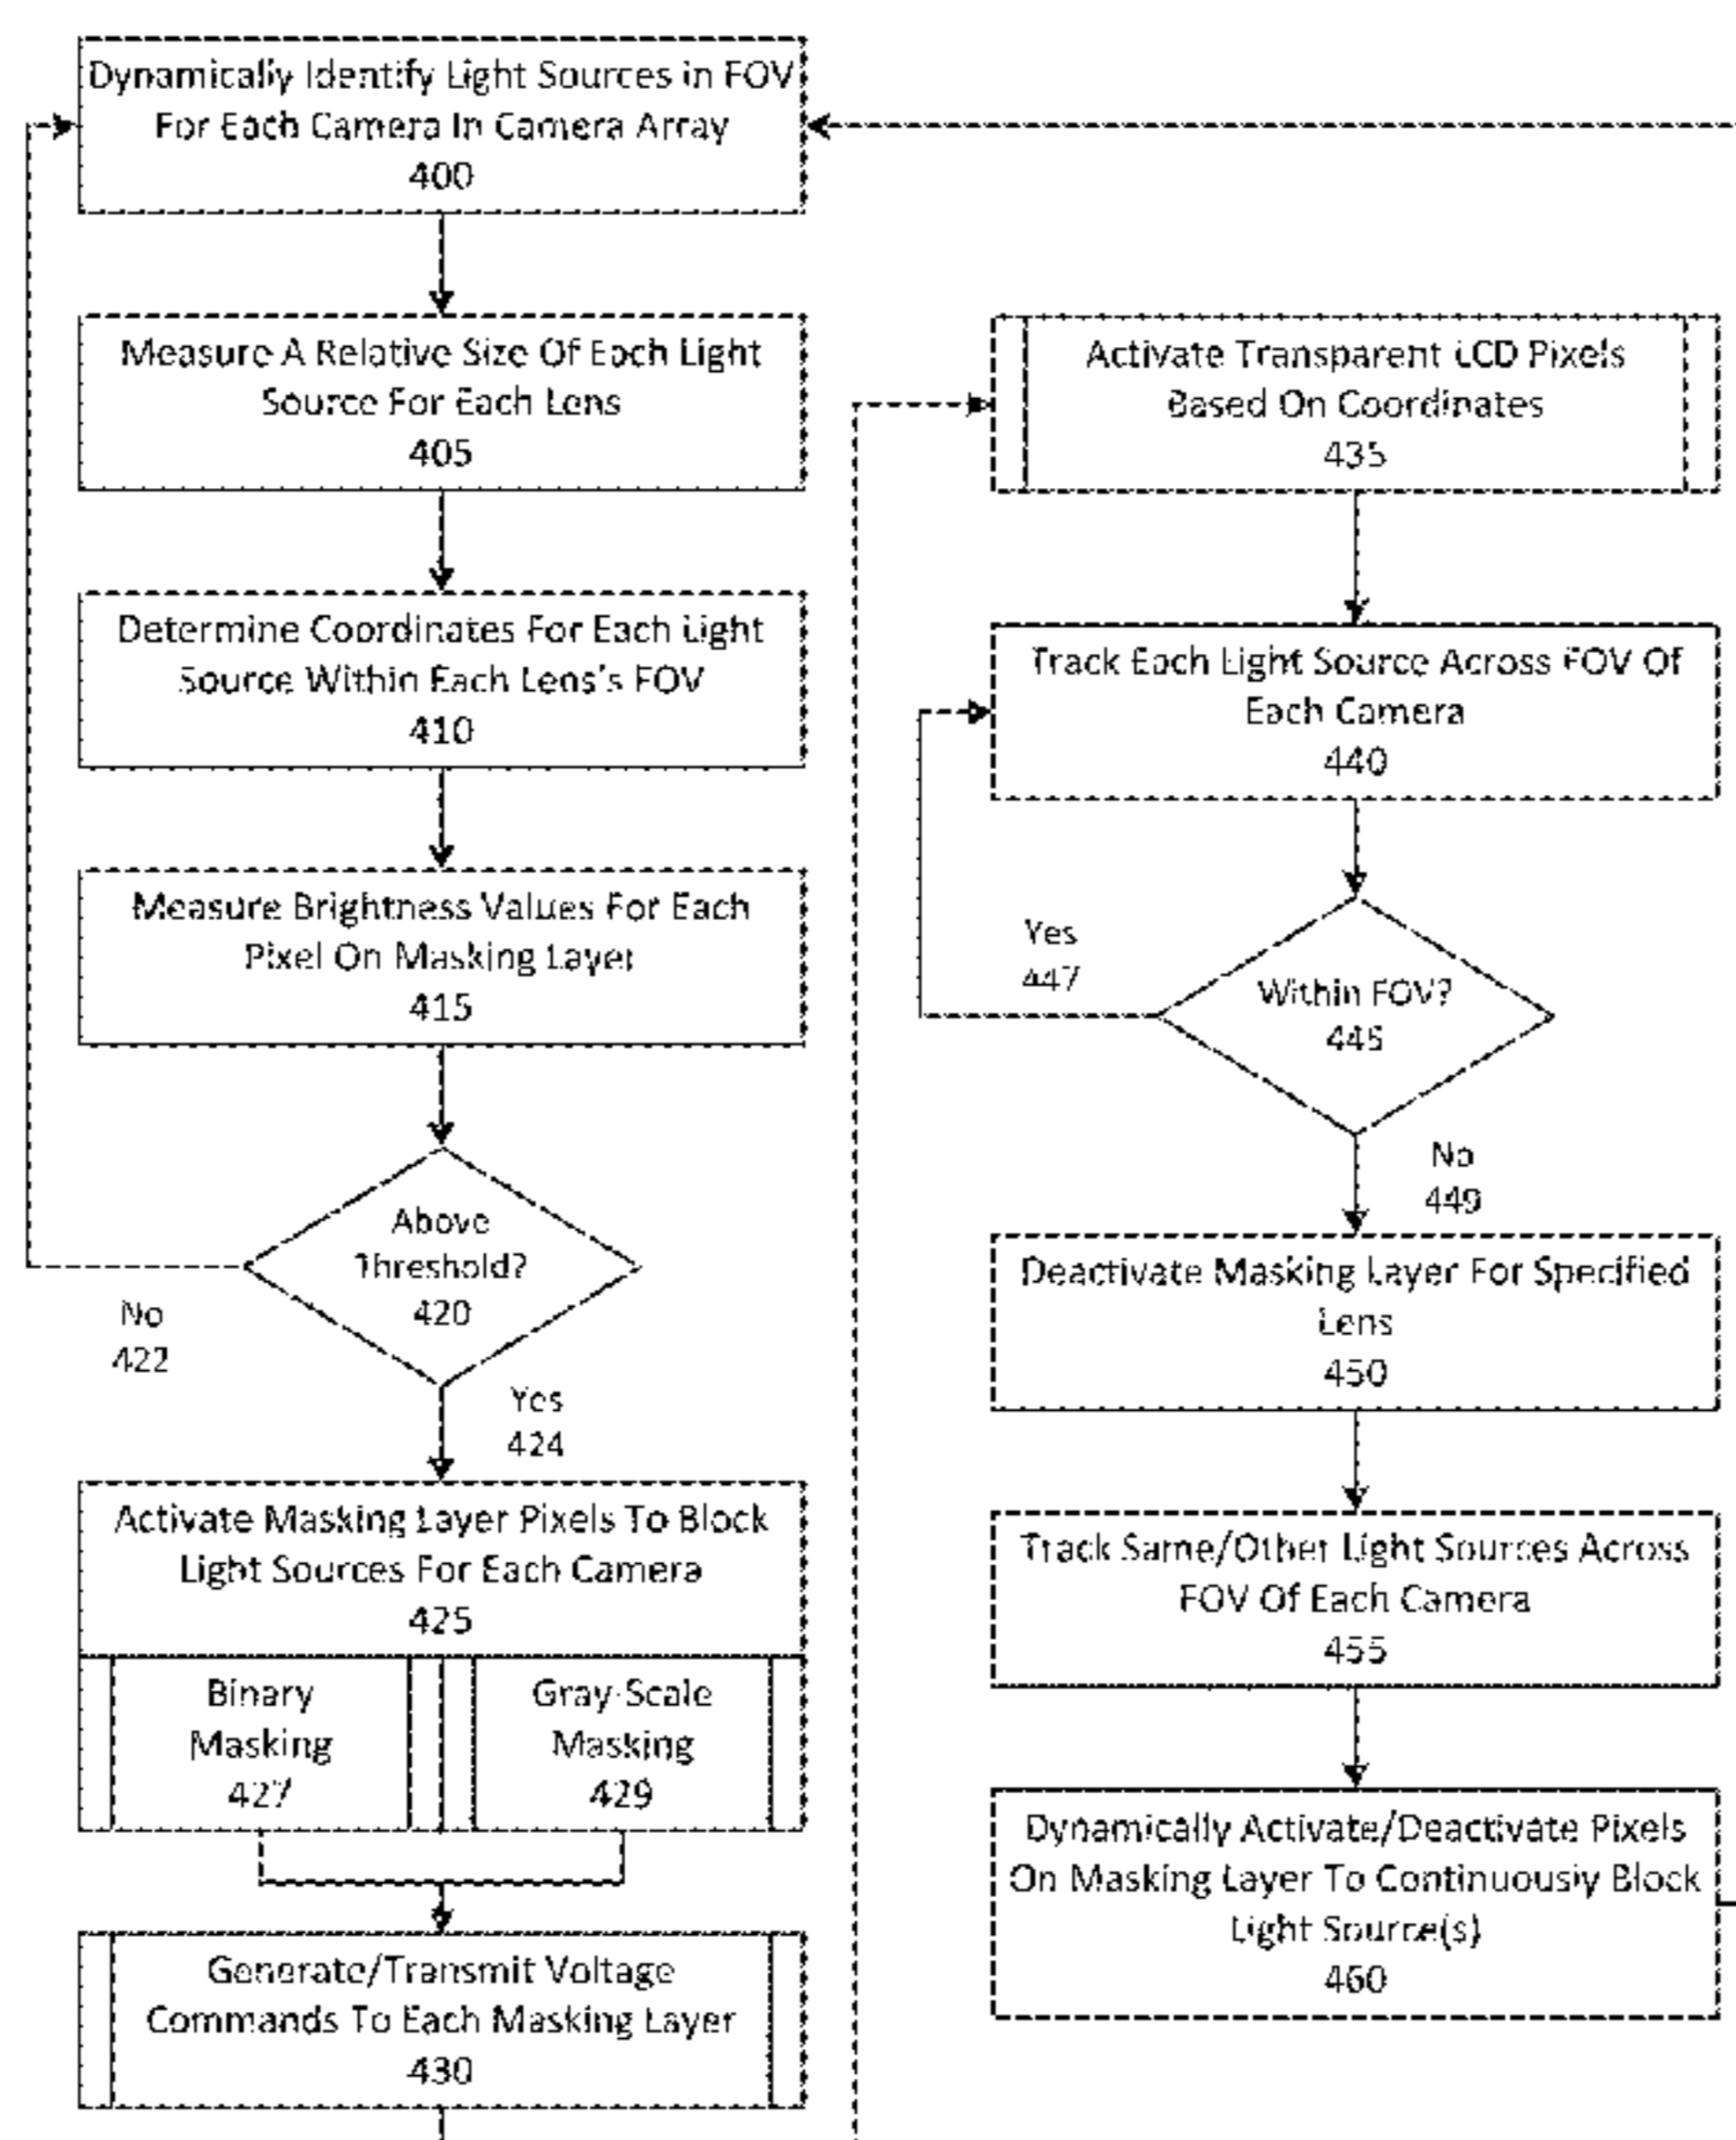 Dynamically Identify Light Sources in FOV
For Each Camera In Camera Array
400
Measure A Relative Size Of Each Light
Source For Each Lens
405
Determine Coordinates For Each Light
Source Within Each Lens's FOV
410
Measure Brightness Values For Each
Pixel On Masking Layer
415
Above
Threshold?
420
No
422
Yes
424
Activate Masking Layer Pixels To Block
Light Sources For Each Camera
425
Binary
Masking
427
Gray-Scale
Masking
429
Generate/Transmit Voltage
Commands To Each Masking Layer
430
Activate Transparent LCD Pixels
Based On Coordinates
435
Track Each Light Source Across FOV Of
Each Camera
440
Yes
447
Within FOV?
445
No
449
Deactivate Masking Layer For Specified
Lens
450
Track Same/Other Light Sources Across
FOV Of Each Camera
455
Dynamically Activate/Deactivate Pixels
On Masking Layer To Continuously Block
Light Source(s)
460